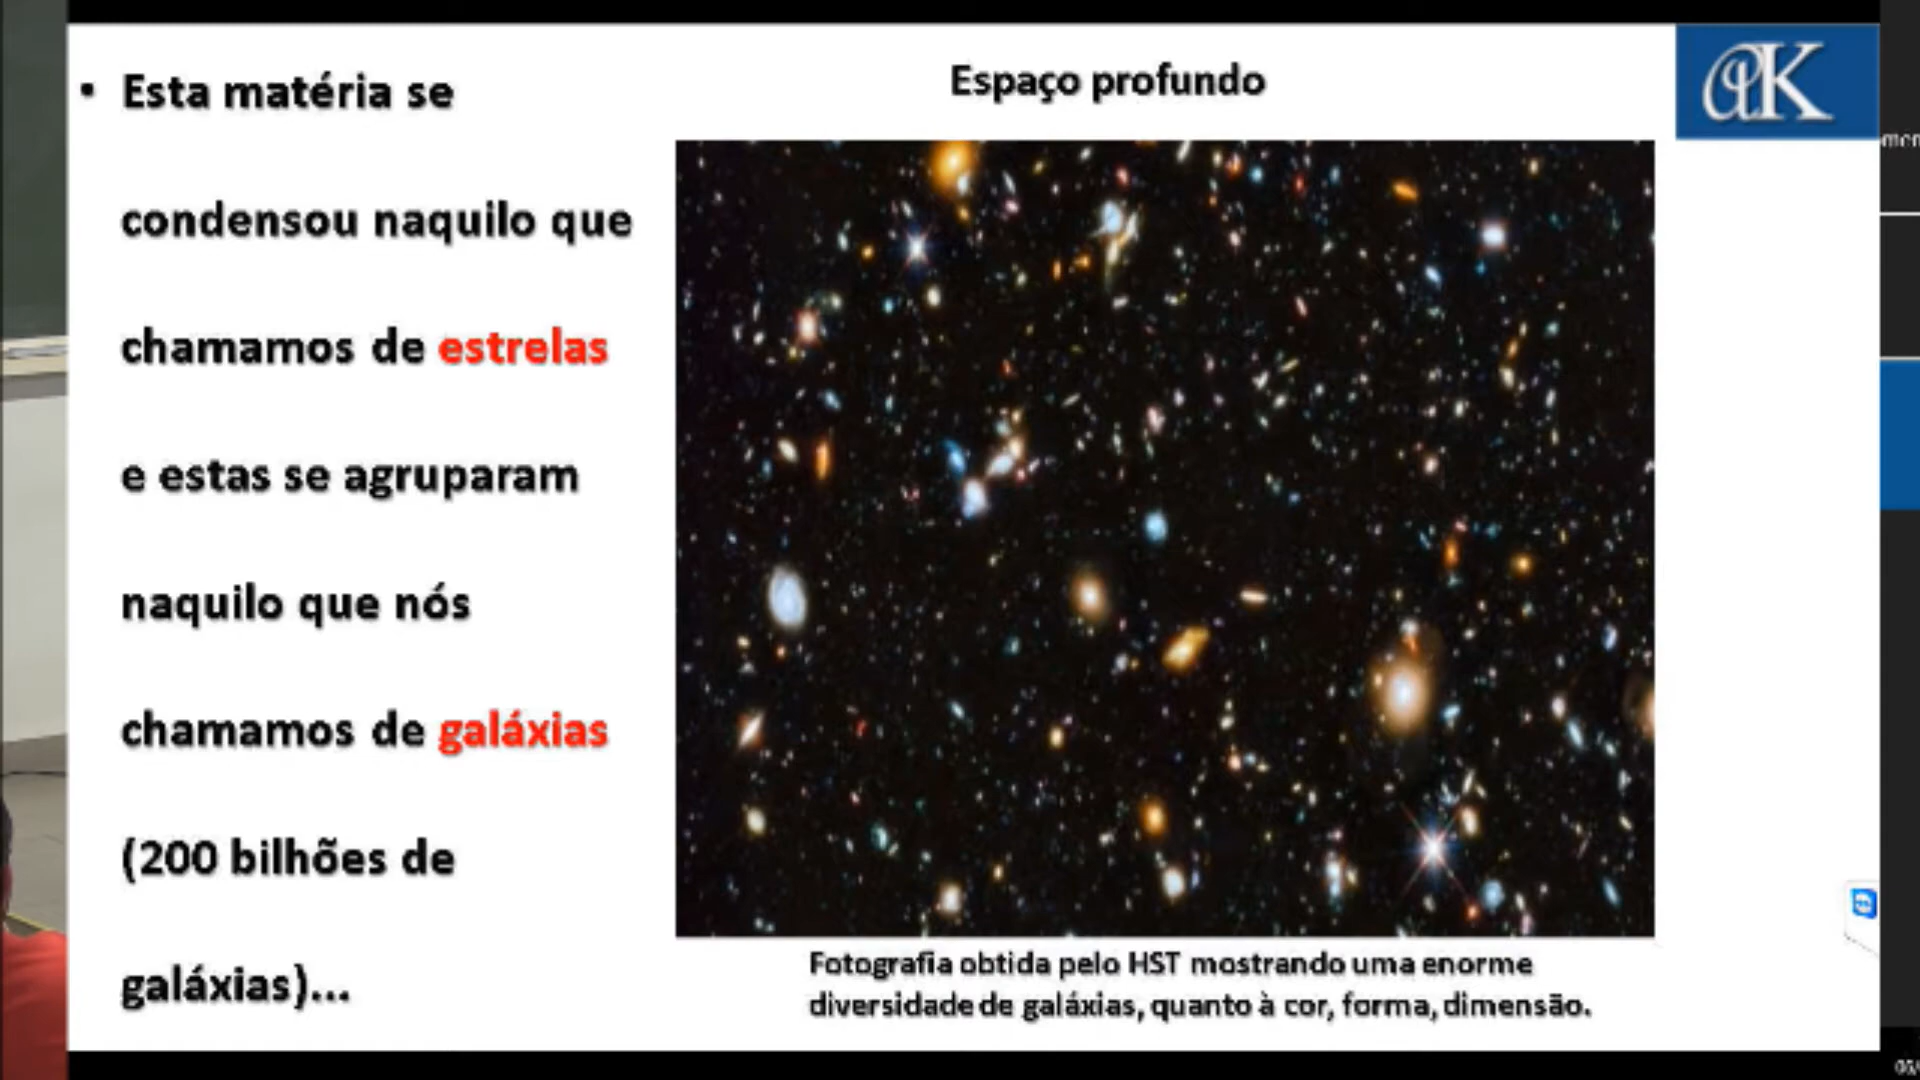 • Esta matéria se
condensou naquilo que
chamamos de estrelas
e estas se agruparam
naquilo que nós
chamamos de galáxias
(200 bilhões de
galáxias)...
Espaço profundo
Fotografia obtida pelo HST mostrando uma enorme
diversidade de galáxias, quanto à cor, forma, dimensão.